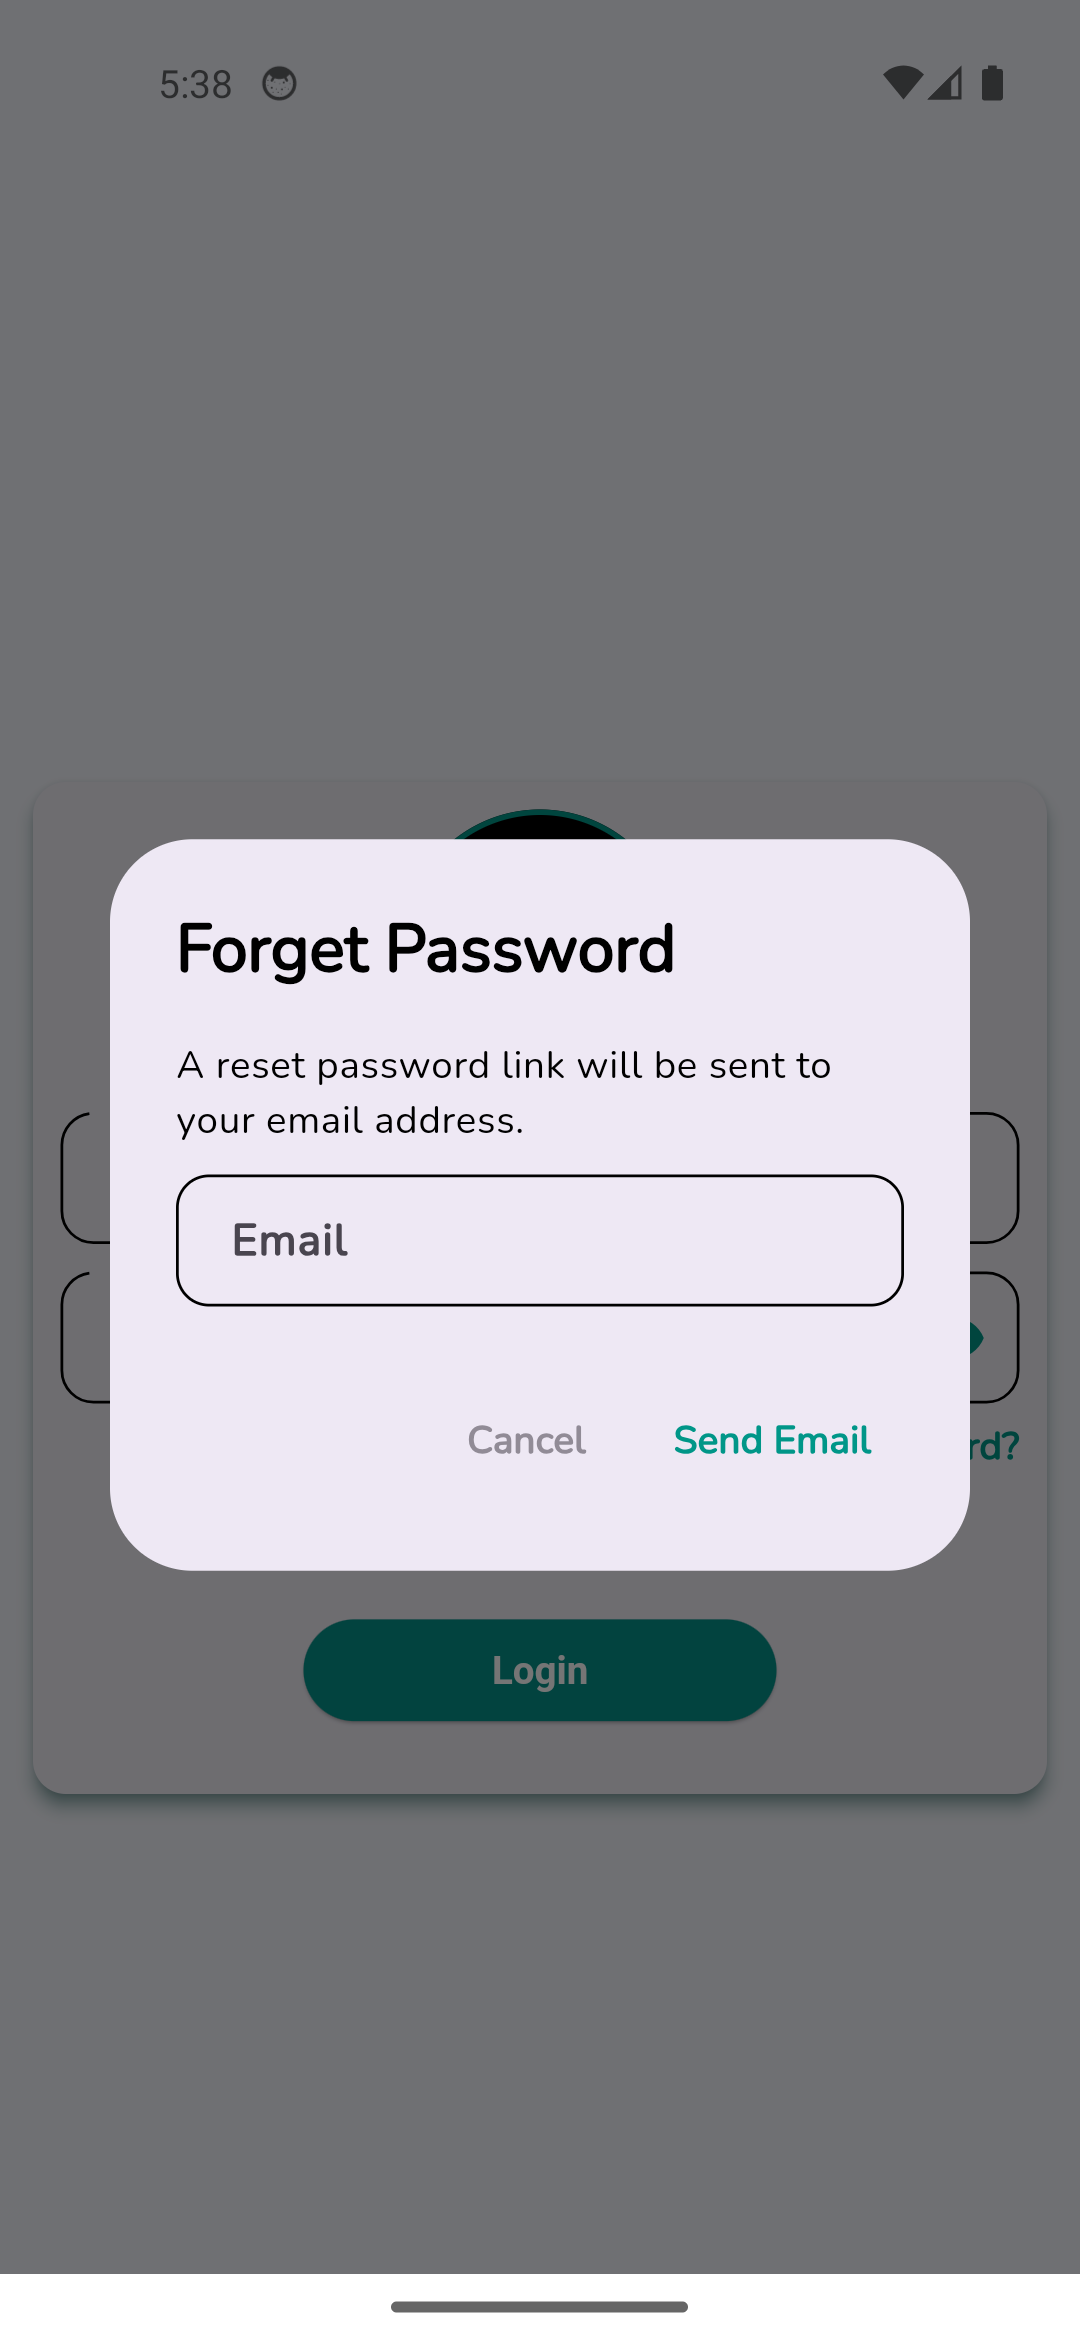 5:38
Forget Password
A reset password link will be sent to
your email address.
Email
Cancel
Send Email
rd?
Login